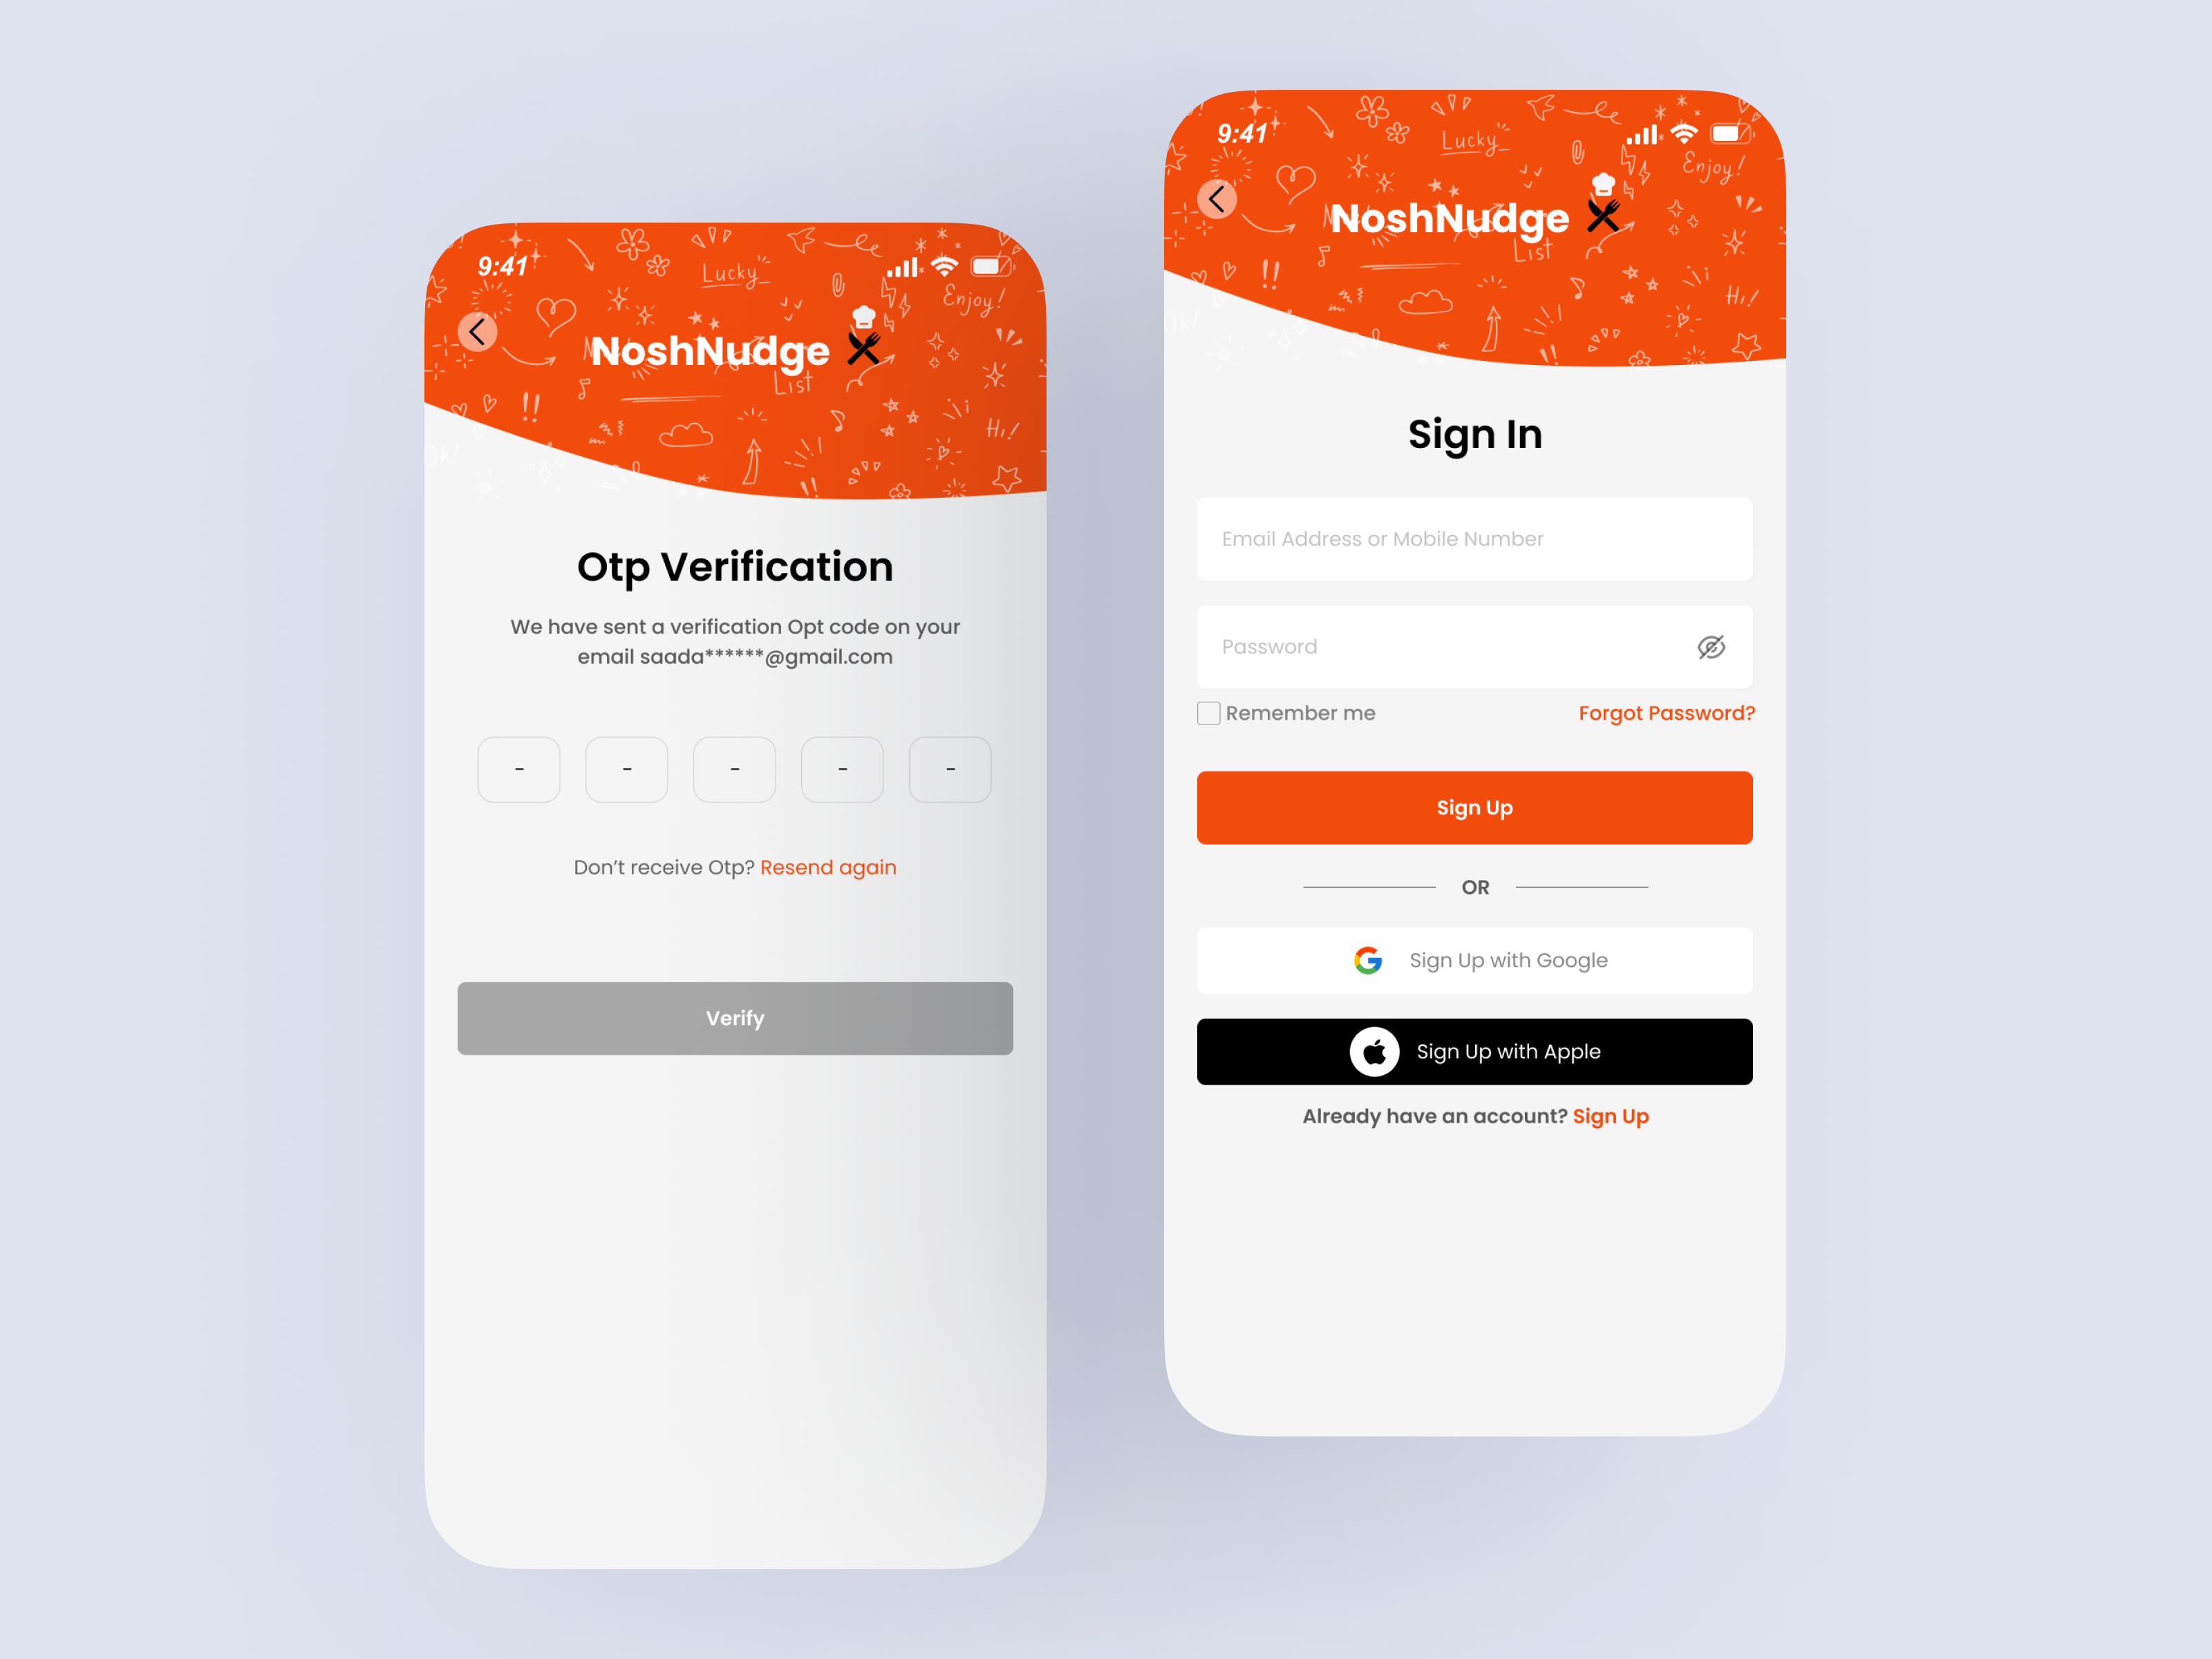 9:41
Lucky
Enjoy!
NoshNudge
List
Hi!
Ok!
Otp Verification
We have sent a verification Opt code on your
email saada******@gmail.com
- - - - -
Don't receive Otp? Resend again
Verify
9:41
Lucky
Enjoy!
NoshNudge
List
Hi!
Ok!
Sign In
Email Address or Mobile Number
Password
Remember me Forgot Password?
Sign Up
OR
Sign Up with Google
Sign Up with Apple
Already have an account? Sign Up